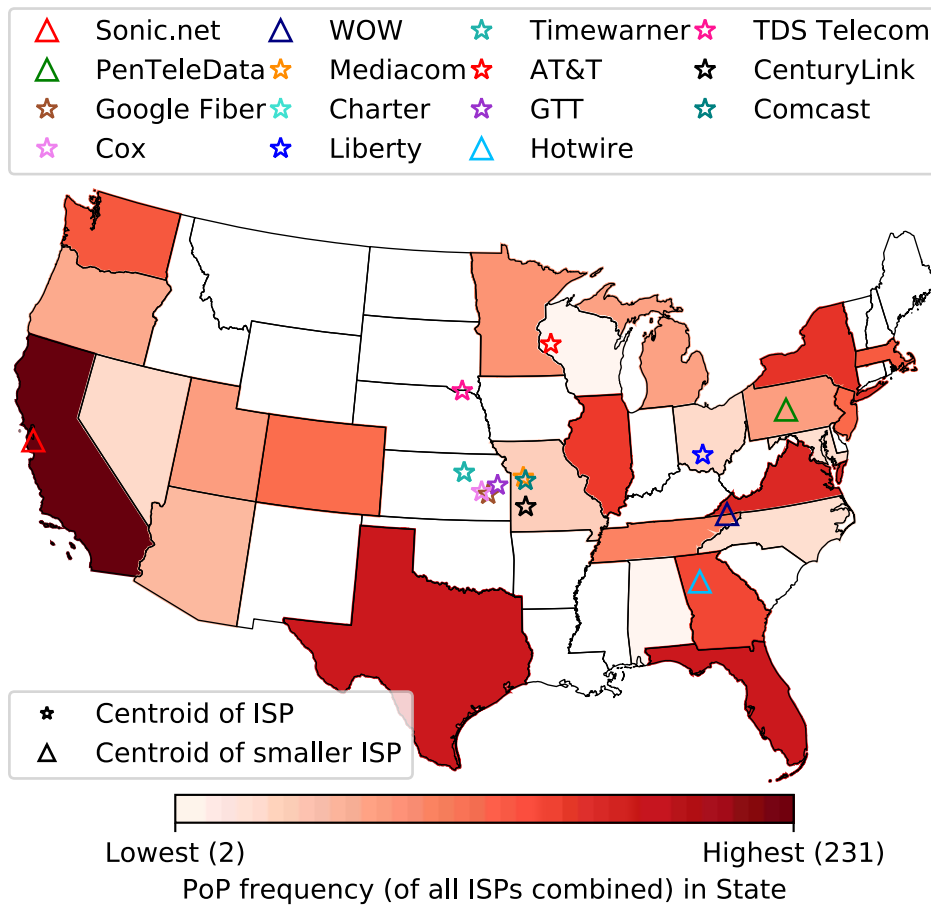 Sonic.net WOW Timewarner TDS Telecom
PenTeleData Mediacom AT&T CenturyLink
Google Fiber Charter GTT Comcast
Cox Liberty Hotwire
Centroid of ISP
Centroid of smaller ISP
Lowest (2) Highest (231)
PoP frequency (of all ISPs combined) in State